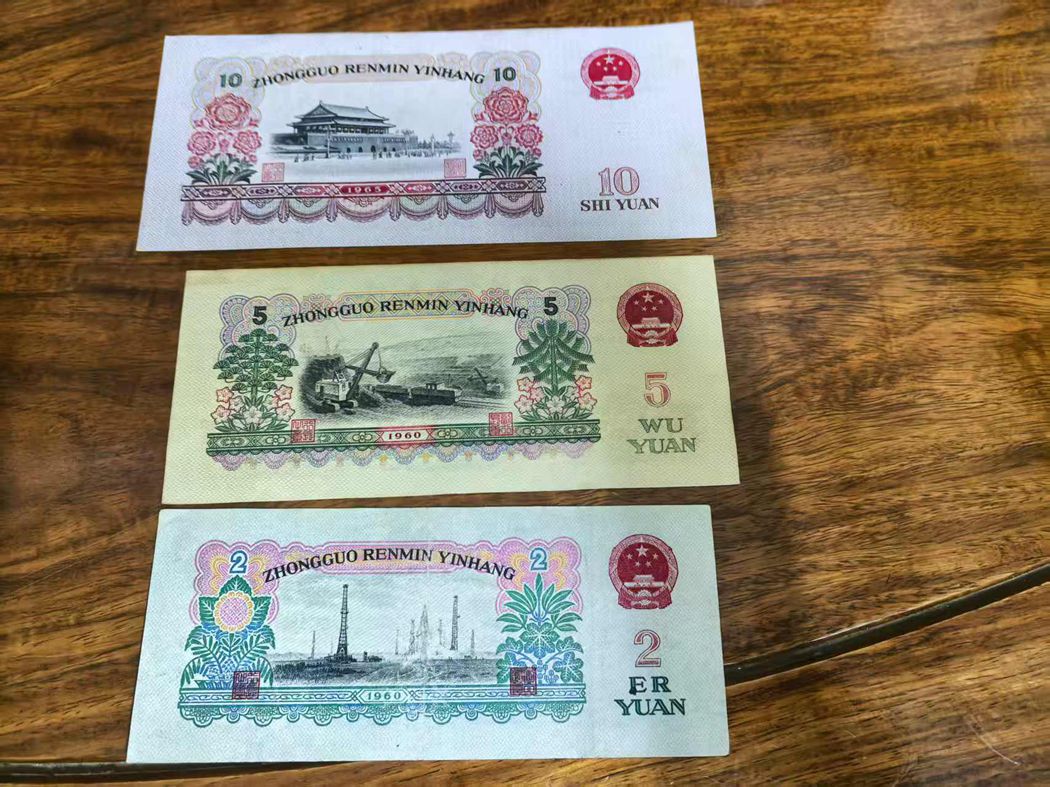 10 ZHONGGUO RENMIN YINHANG 10
1965
10
SHI YUAN
5 ZHONGGUO RENMIN YINHANG 5
1960
5
WU
YUAN
2 ZHONGGUO RENMIN YINHANG 2
1960
2
ER
YUAN